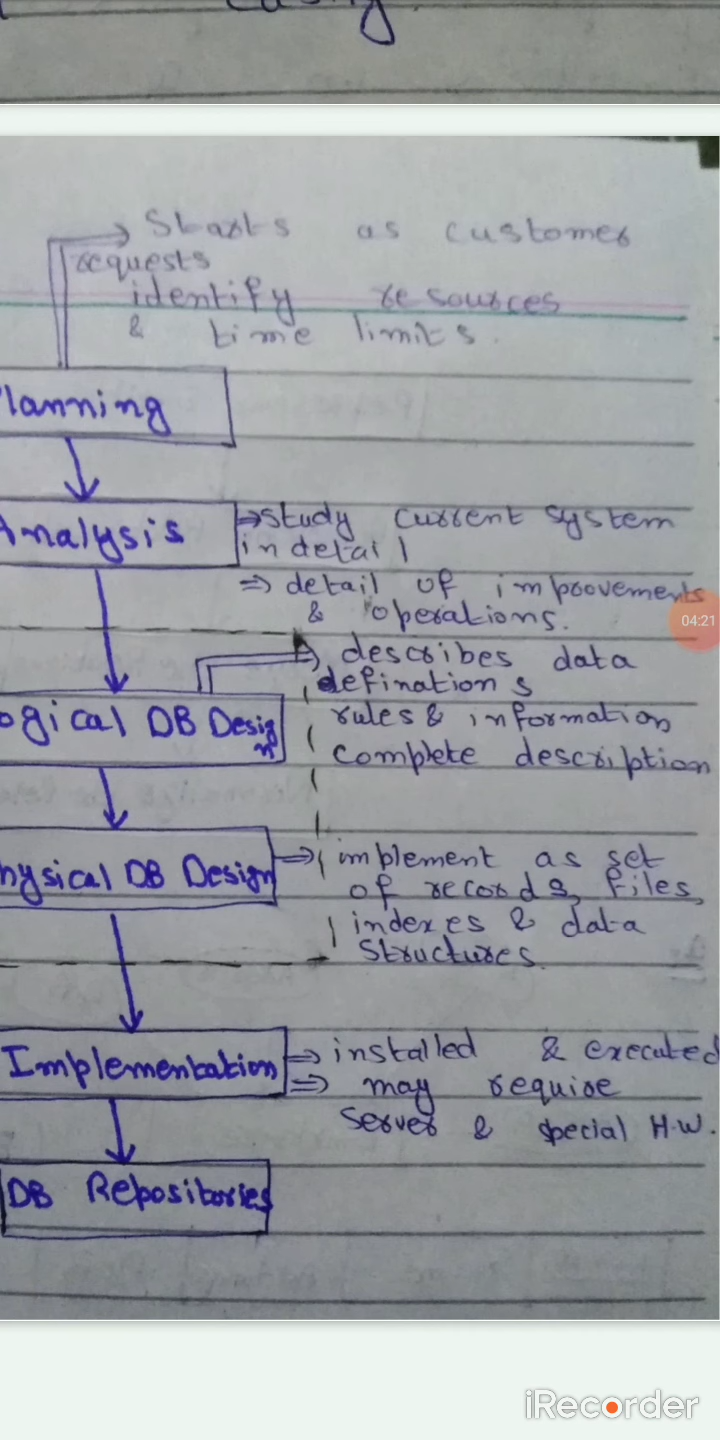 Starts as customer
requests
identify resources
& time limits.
lanning
Analysis
⇒study current system
in detail
⇒ detail of improvements
& operations.
04:21
describes data
definations
rules & information
complete description
ogical DB Desig
n
hysical DB Design
⇒ implement as set
of records, files,
indexes & data
structures.
Implementation
⇒ installed & executed
⇒ may require
server & special H.W.
DB Repositories
iRecorder